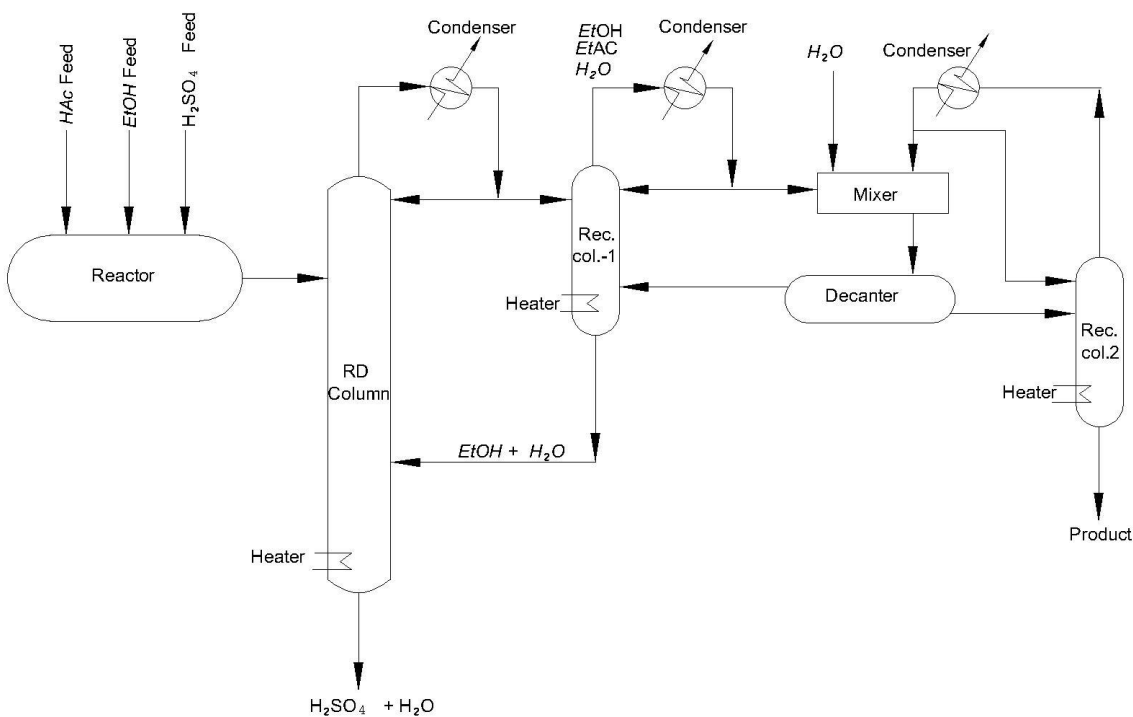 HAc Feed
EtOH Feed
H₂SO₄ Feed
Condenser
EtOH
EtAC
H₂O
Condenser
H₂O
Condenser
Reactor
Mixer
Rec.
col.-1
Heater
Decanter
Rec.
col.2
Heater
RD
Column
EtOH + H₂O
Heater
Product
H₂SO₄ + H₂O